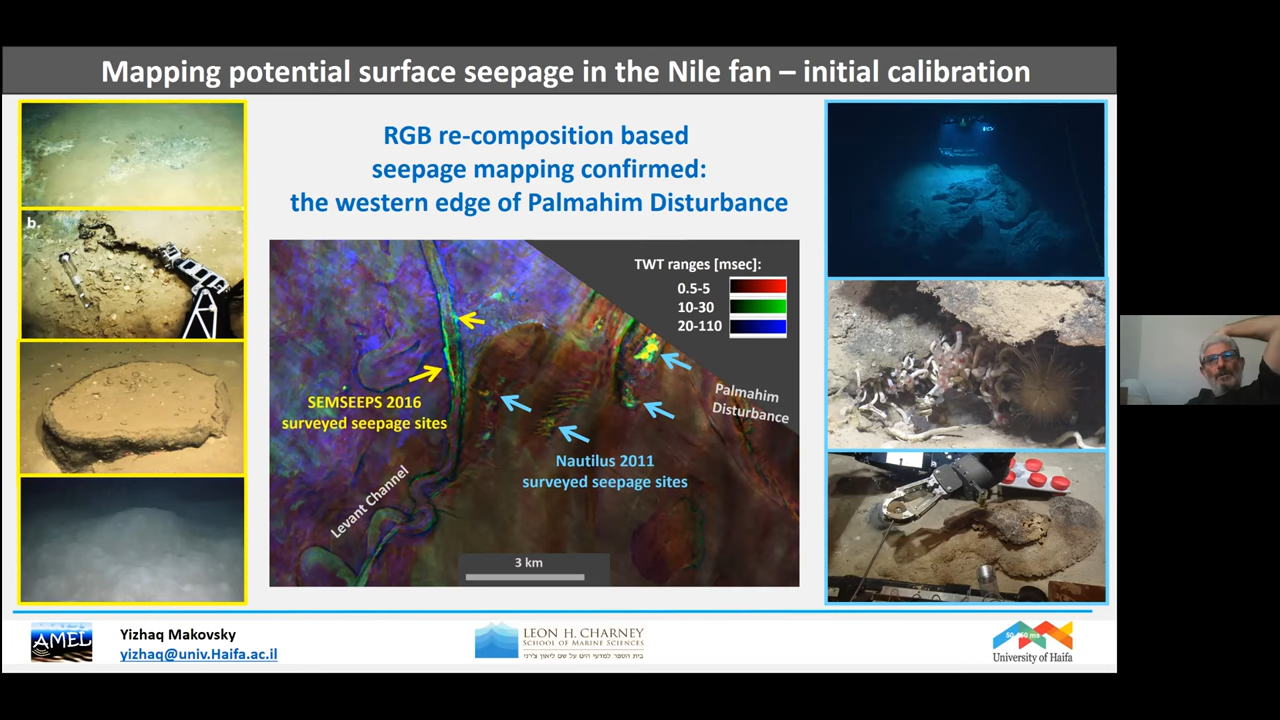 Mapping potential surface seepage in the Nile fan – initial calibration
b.
RGB re-composition based
seepage mapping confirmed:
the western edge of Palmahim Disturbance
TWT ranges [msec]:
0.5-5
10-30
20-110
SEMSEEPS 2016
surveyed seepage sites
Palmahim
Disturbance
Nautilus 2011
surveyed seepage sites
Levant Channel
3 km
AMEL
Yizhaq Makovsky
yizhaq@univ.Haifa.ac.il
LEON H. CHARNEY
SCHOOL OF MARINE SCIENCES
בית הספר למדעי הים על שם ליאון צ'רני
University of Haifa